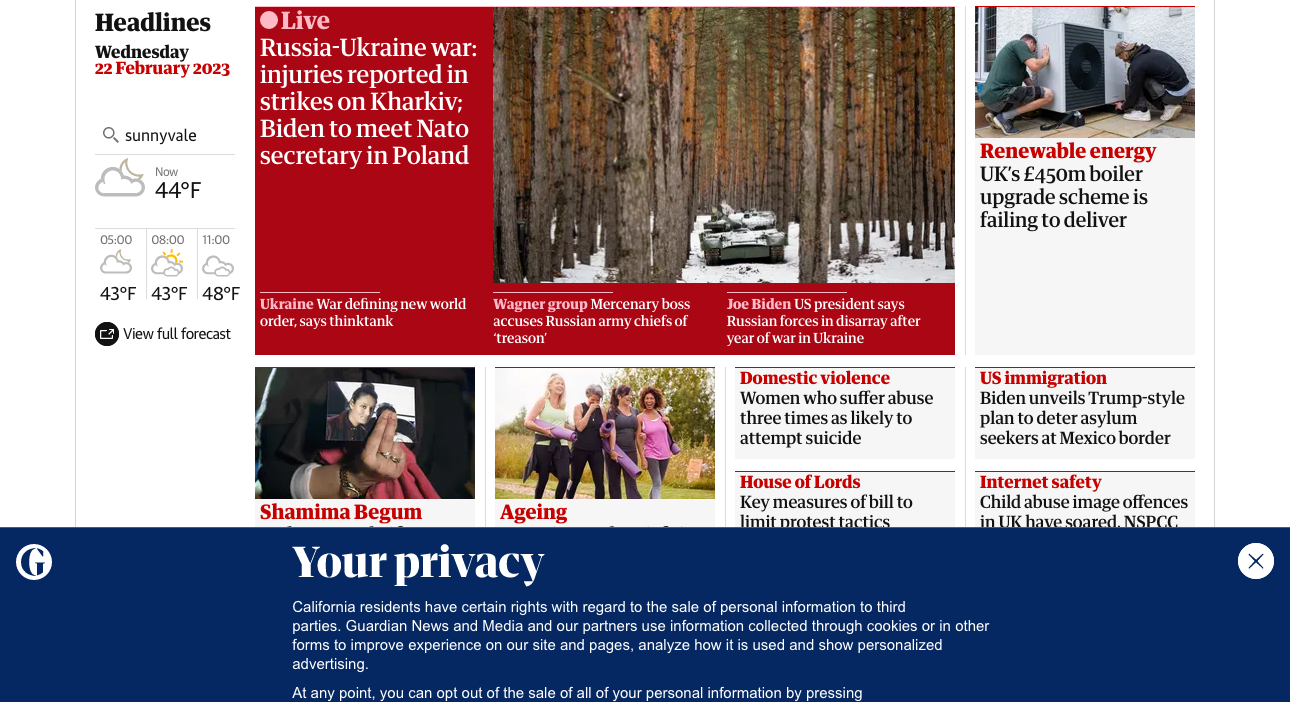 Headlines
Wednesday
22 February 2023
sunnyvale
Now
44°F
05:00
08:00
11:00
43°F
43°F
48°F
View full forecast
Live
Russia-Ukraine war:
injuries reported in
strikes on Kharkiv;
Biden to meet Nato
secretary in Poland
Ukraine War defining new world
order, says thinktank
Wagner group Mercenary boss
accuses Russian army chiefs of
‘treason’
Joe Biden US president says
Russian forces in disarray after
year of war in Ukraine
Renewable energy
UK’s £450m boiler
upgrade scheme is
failing to deliver
Shamima Begum
Ageing
Domestic violence
Women who suffer abuse
three times as likely to
attempt suicide
House of Lords
Key measures of bill to
limit protest tactics
US immigration
Biden unveils Trump-style
plan to deter asylum
seekers at Mexico border
Internet safety
Child abuse image offences
in UK have soared, NSPCC
G
Your privacy
California residents have certain rights with regard to the sale of personal information to third
parties. Guardian News and Media and our partners use information collected through cookies or in other
forms to improve experience on our site and pages, analyze how it is used and show personalized
advertising.
At any point, you can opt out of the sale of all of your personal information by pressing